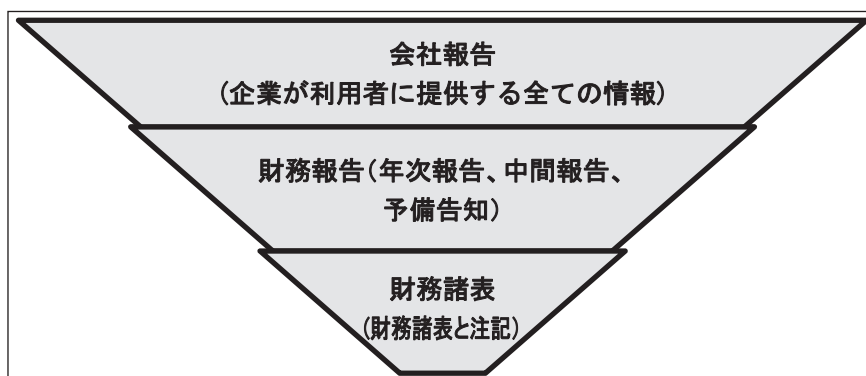 会社報告
(企業が利用者に提供する全ての情報)
財務報告(年次報告、中間報告、
予備告知)
財務諸表
(財務諸表と注記)